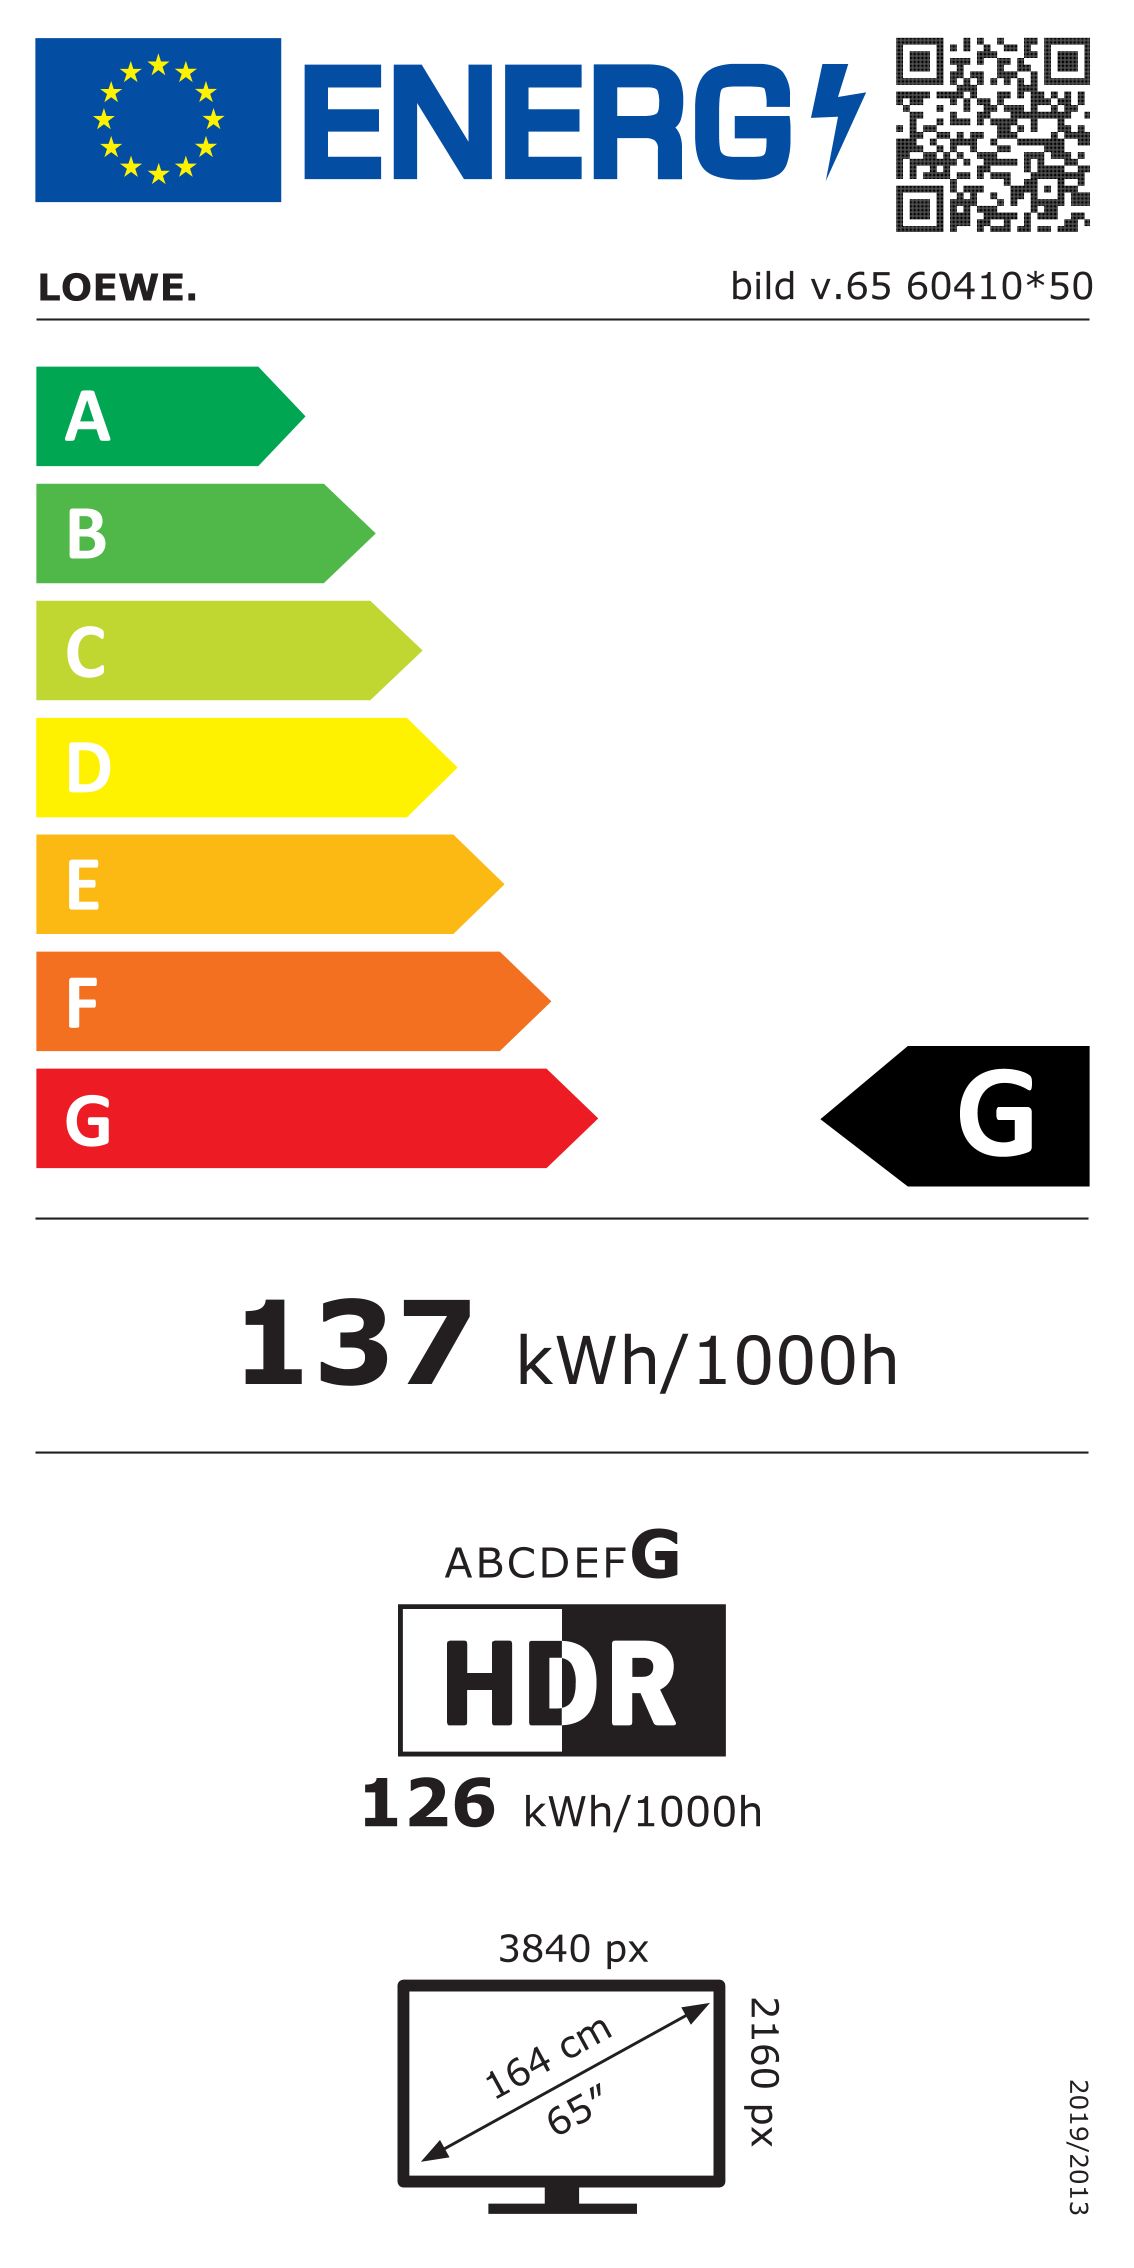 ENERG
LOEWE.
bild v.65 60410*50
A
B
C
D
E
F
G
G
137 kWh/1000h
ABCDEFG
HDR
126 kWh/1000h
3840 px
164 cm
65”
2160 px
2019/2013